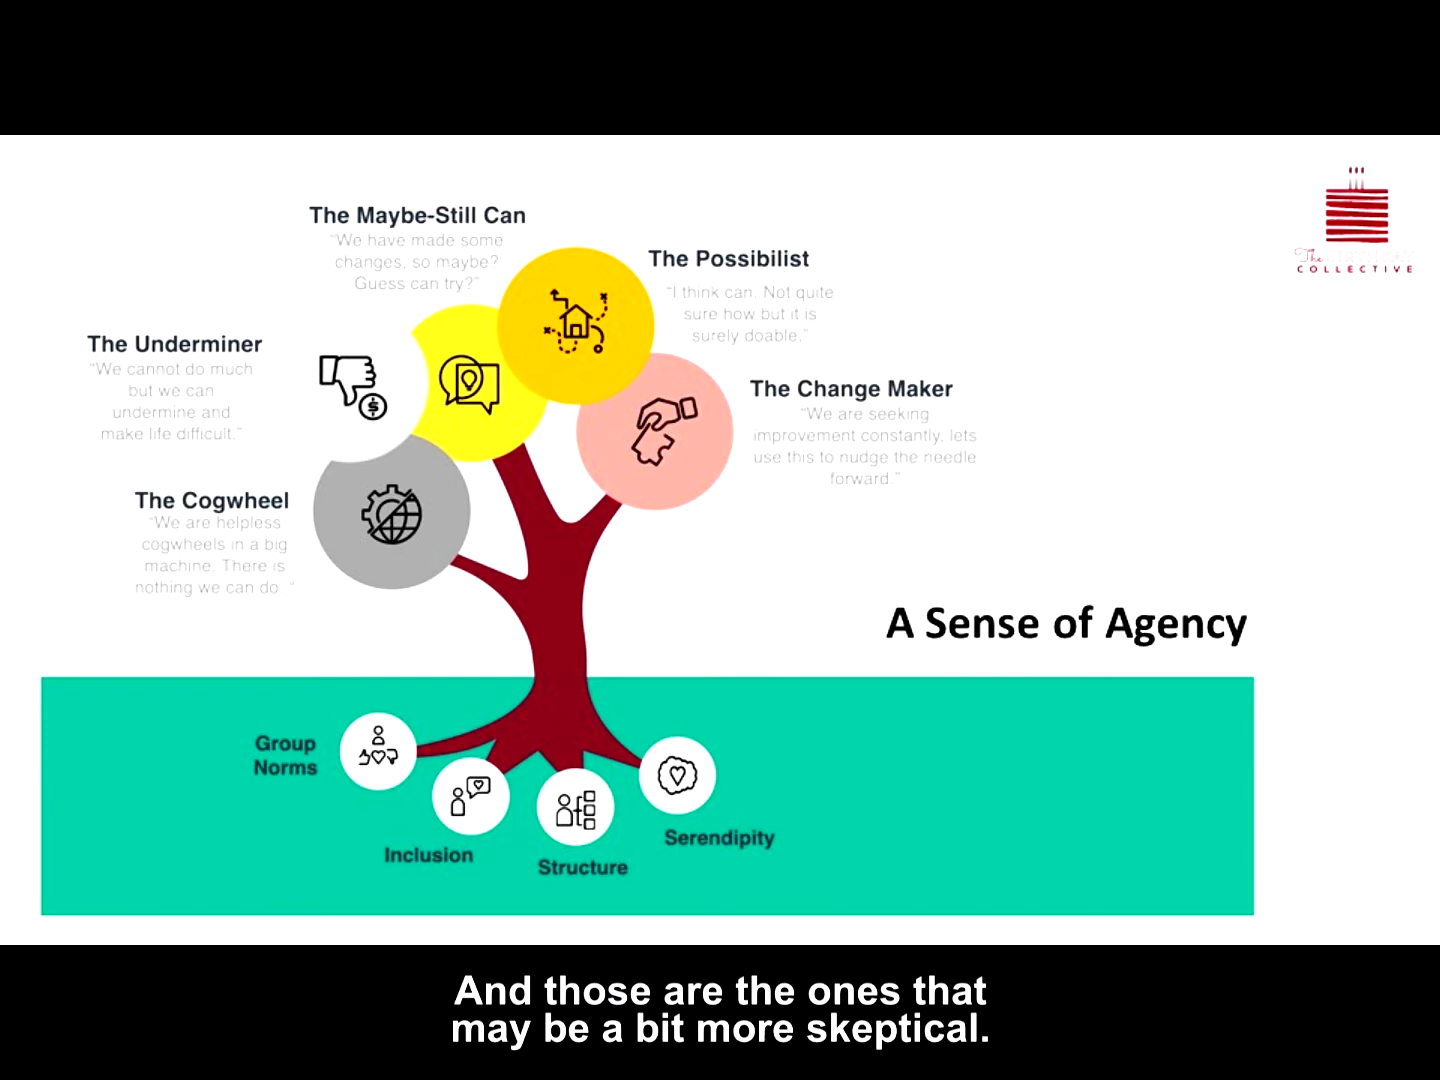 The Maybe-Still Can
"We have made some
changes, so maybe?
Guess can try?"
The Possibilist
"I think can. Not quite
sure how but it is
surely doable."
The Underminer
"We cannot do much
but we can
undermine and
make life difficult."
The Change Maker
"We are seeking
improvement constantly, lets
use this to nudge the needle
forward."
The Cogwheel
"We are helpless
cogwheels in a big
machine. There is
nothing we can do "
The
COLLECTIVE
A Sense of Agency
Group
Norms
Inclusion
Structure
Serendipity
And those are the ones that
may be a bit more skeptical.